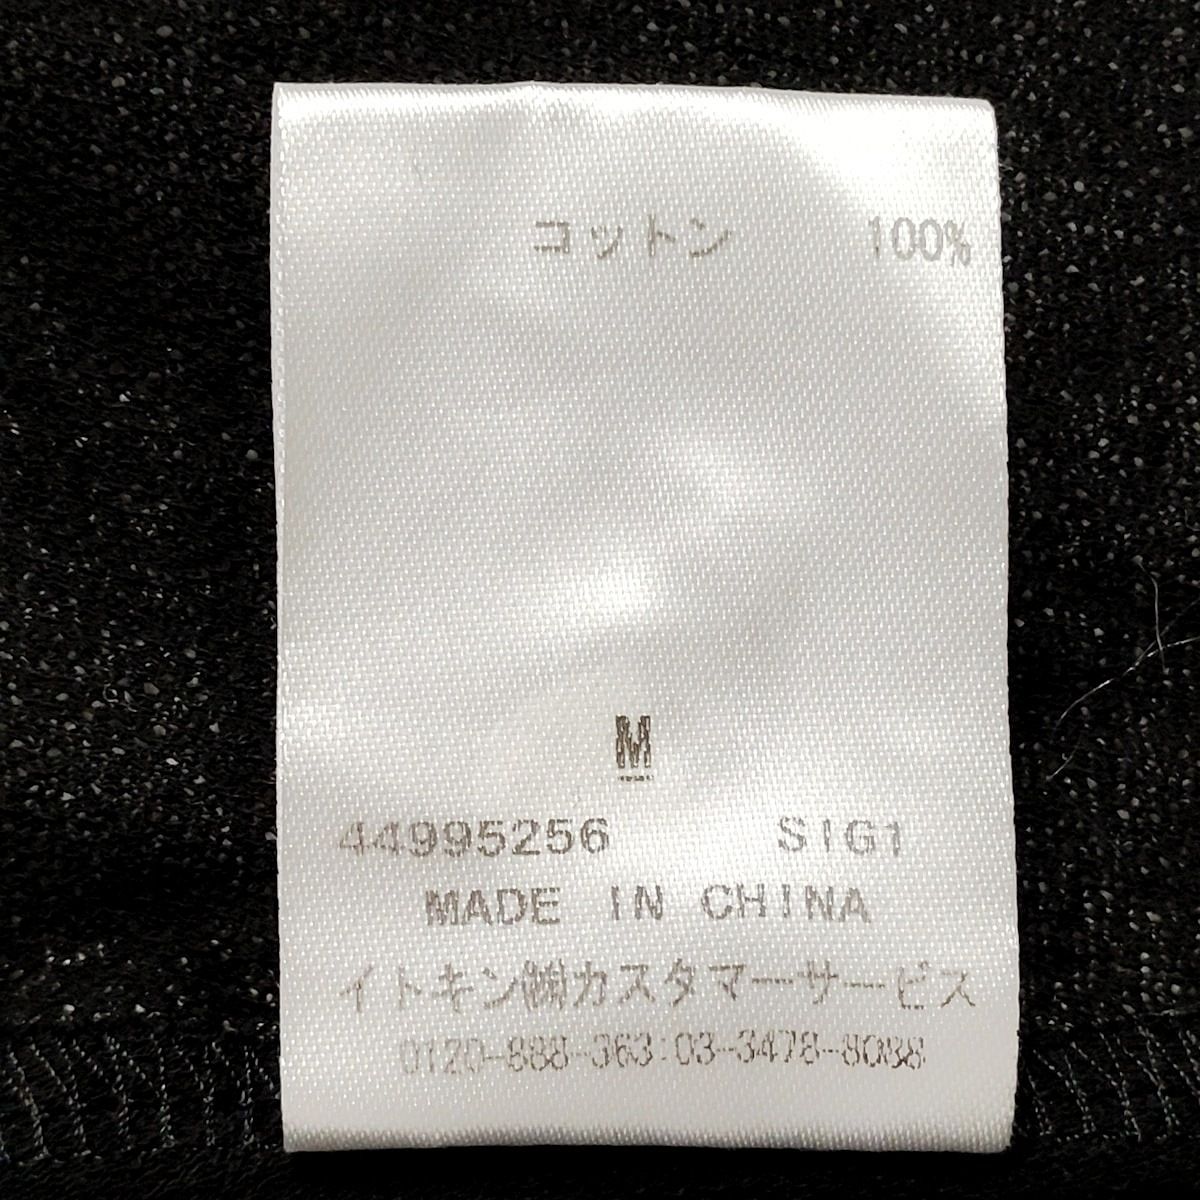 コットン 100%
M
44995256 SIG1
MADE IN CHINA
イトキン㈱カスタマーサービス
0120-888-363:03-3478-8088